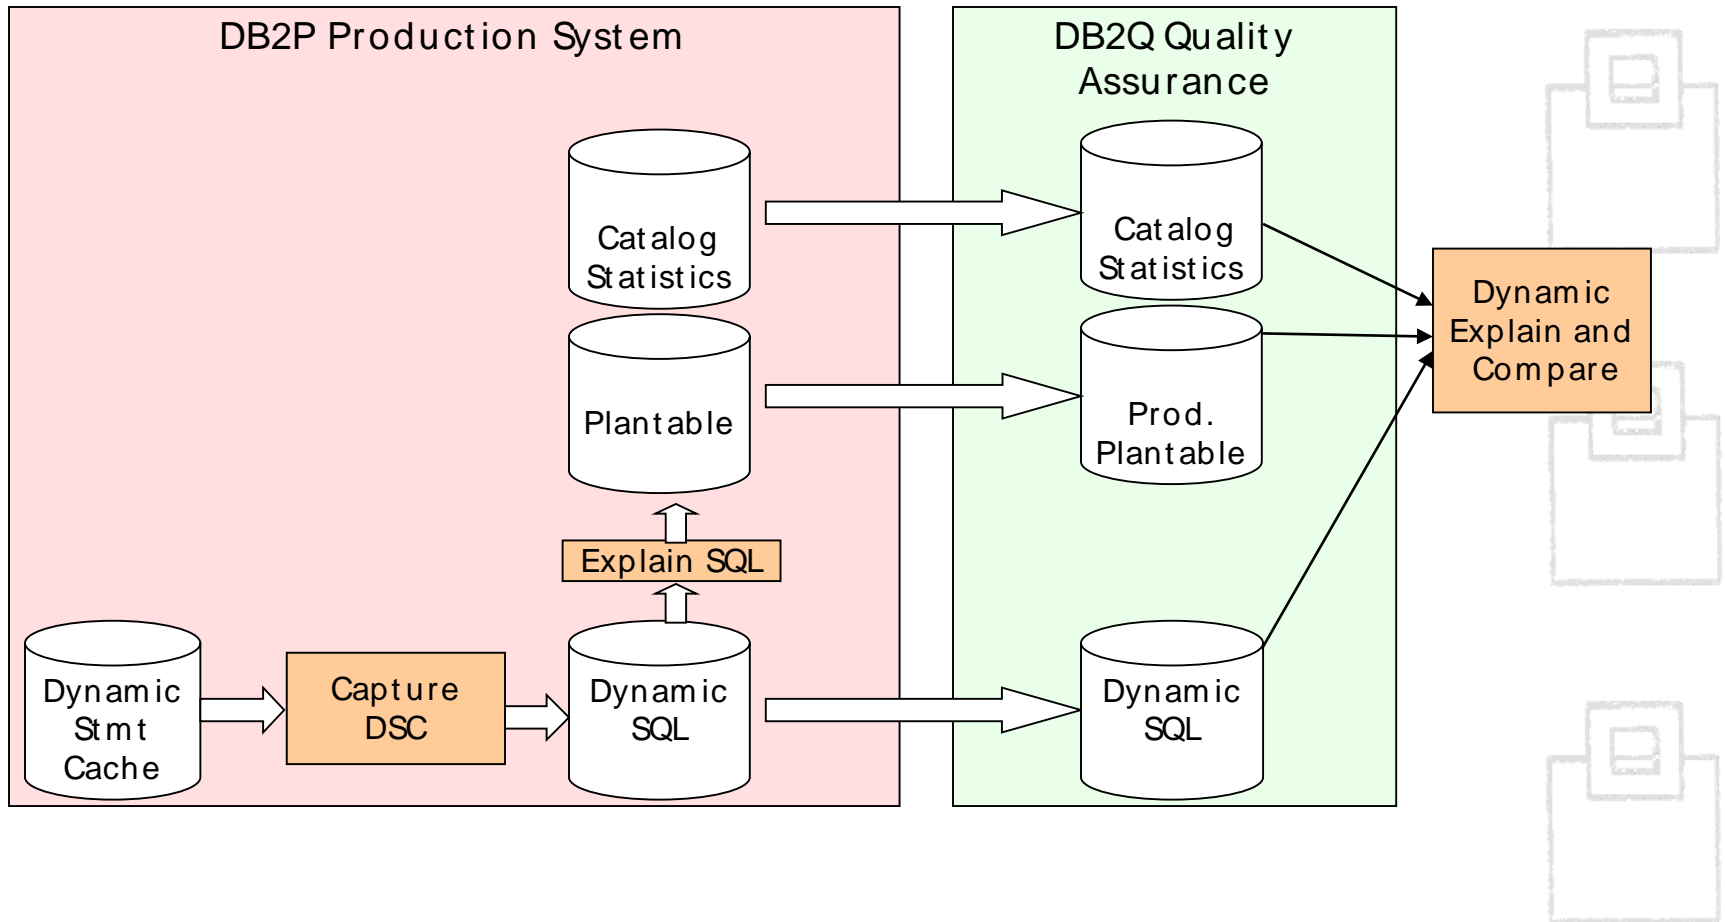 DB2P Production System
DB2Q Quality
Assurance
Catalog
Statistics
Catalog
Statistics
Dynamic
Explain and
Compare
Plantable
Prod.
Plantable
Explain SQL
Dynamic
Stmt
Cache
Capture
DSC
Dynamic
SQL
Dynamic
SQL